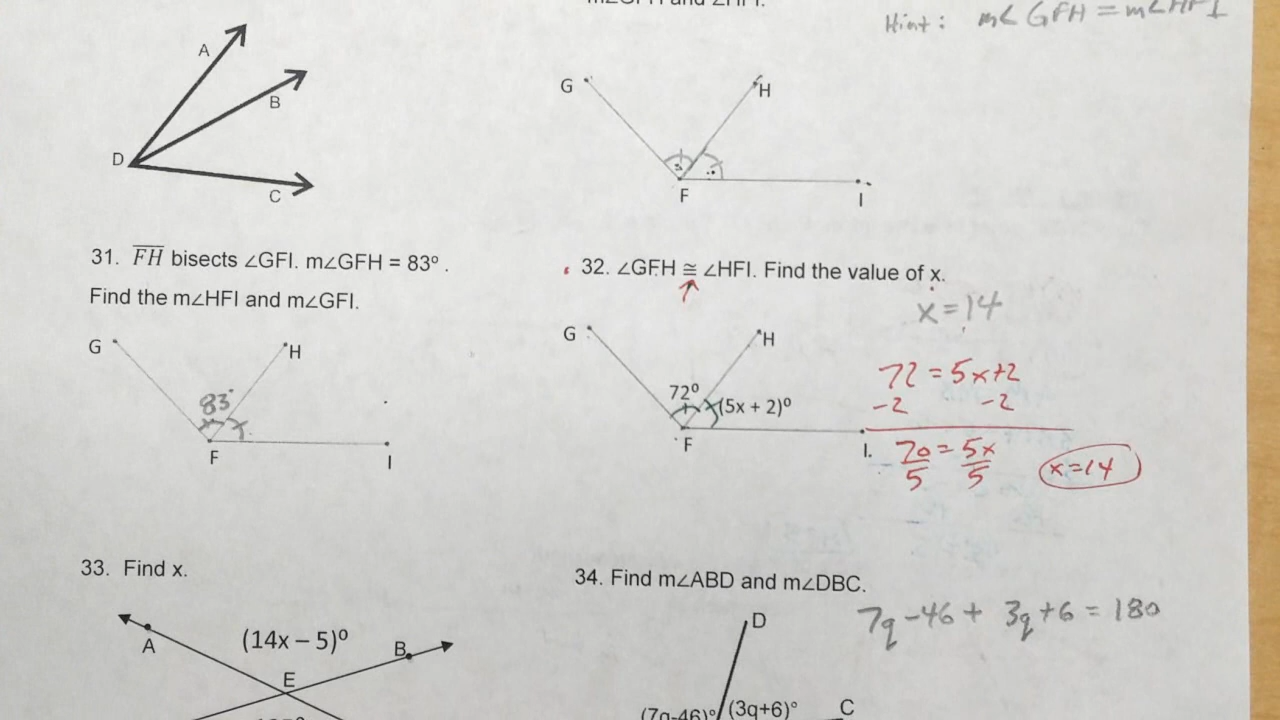 Hint: m∠ GFH = m∠HFI
A
B
D
C
G
H
F
I
31. FH bisects ∠GFI. m∠GFH = 83º.
Find the m∠HFI and m∠GFI.
32. ∠GFH ≅ ∠HFI. Find the value of x.
x = 14
G
H
83°
F
I
G
H
72º
(5x + 2)º
F
I
72 = 5x+2
-2 -2
70 = 5x
5 5
x=14
33. Find x.
34. Find m∠ABD and m∠DBC.
7q-46 + 3q+6 = 180
A
(14x – 5)º
B
E
D
(7q-46)º
(3q+6)º
C